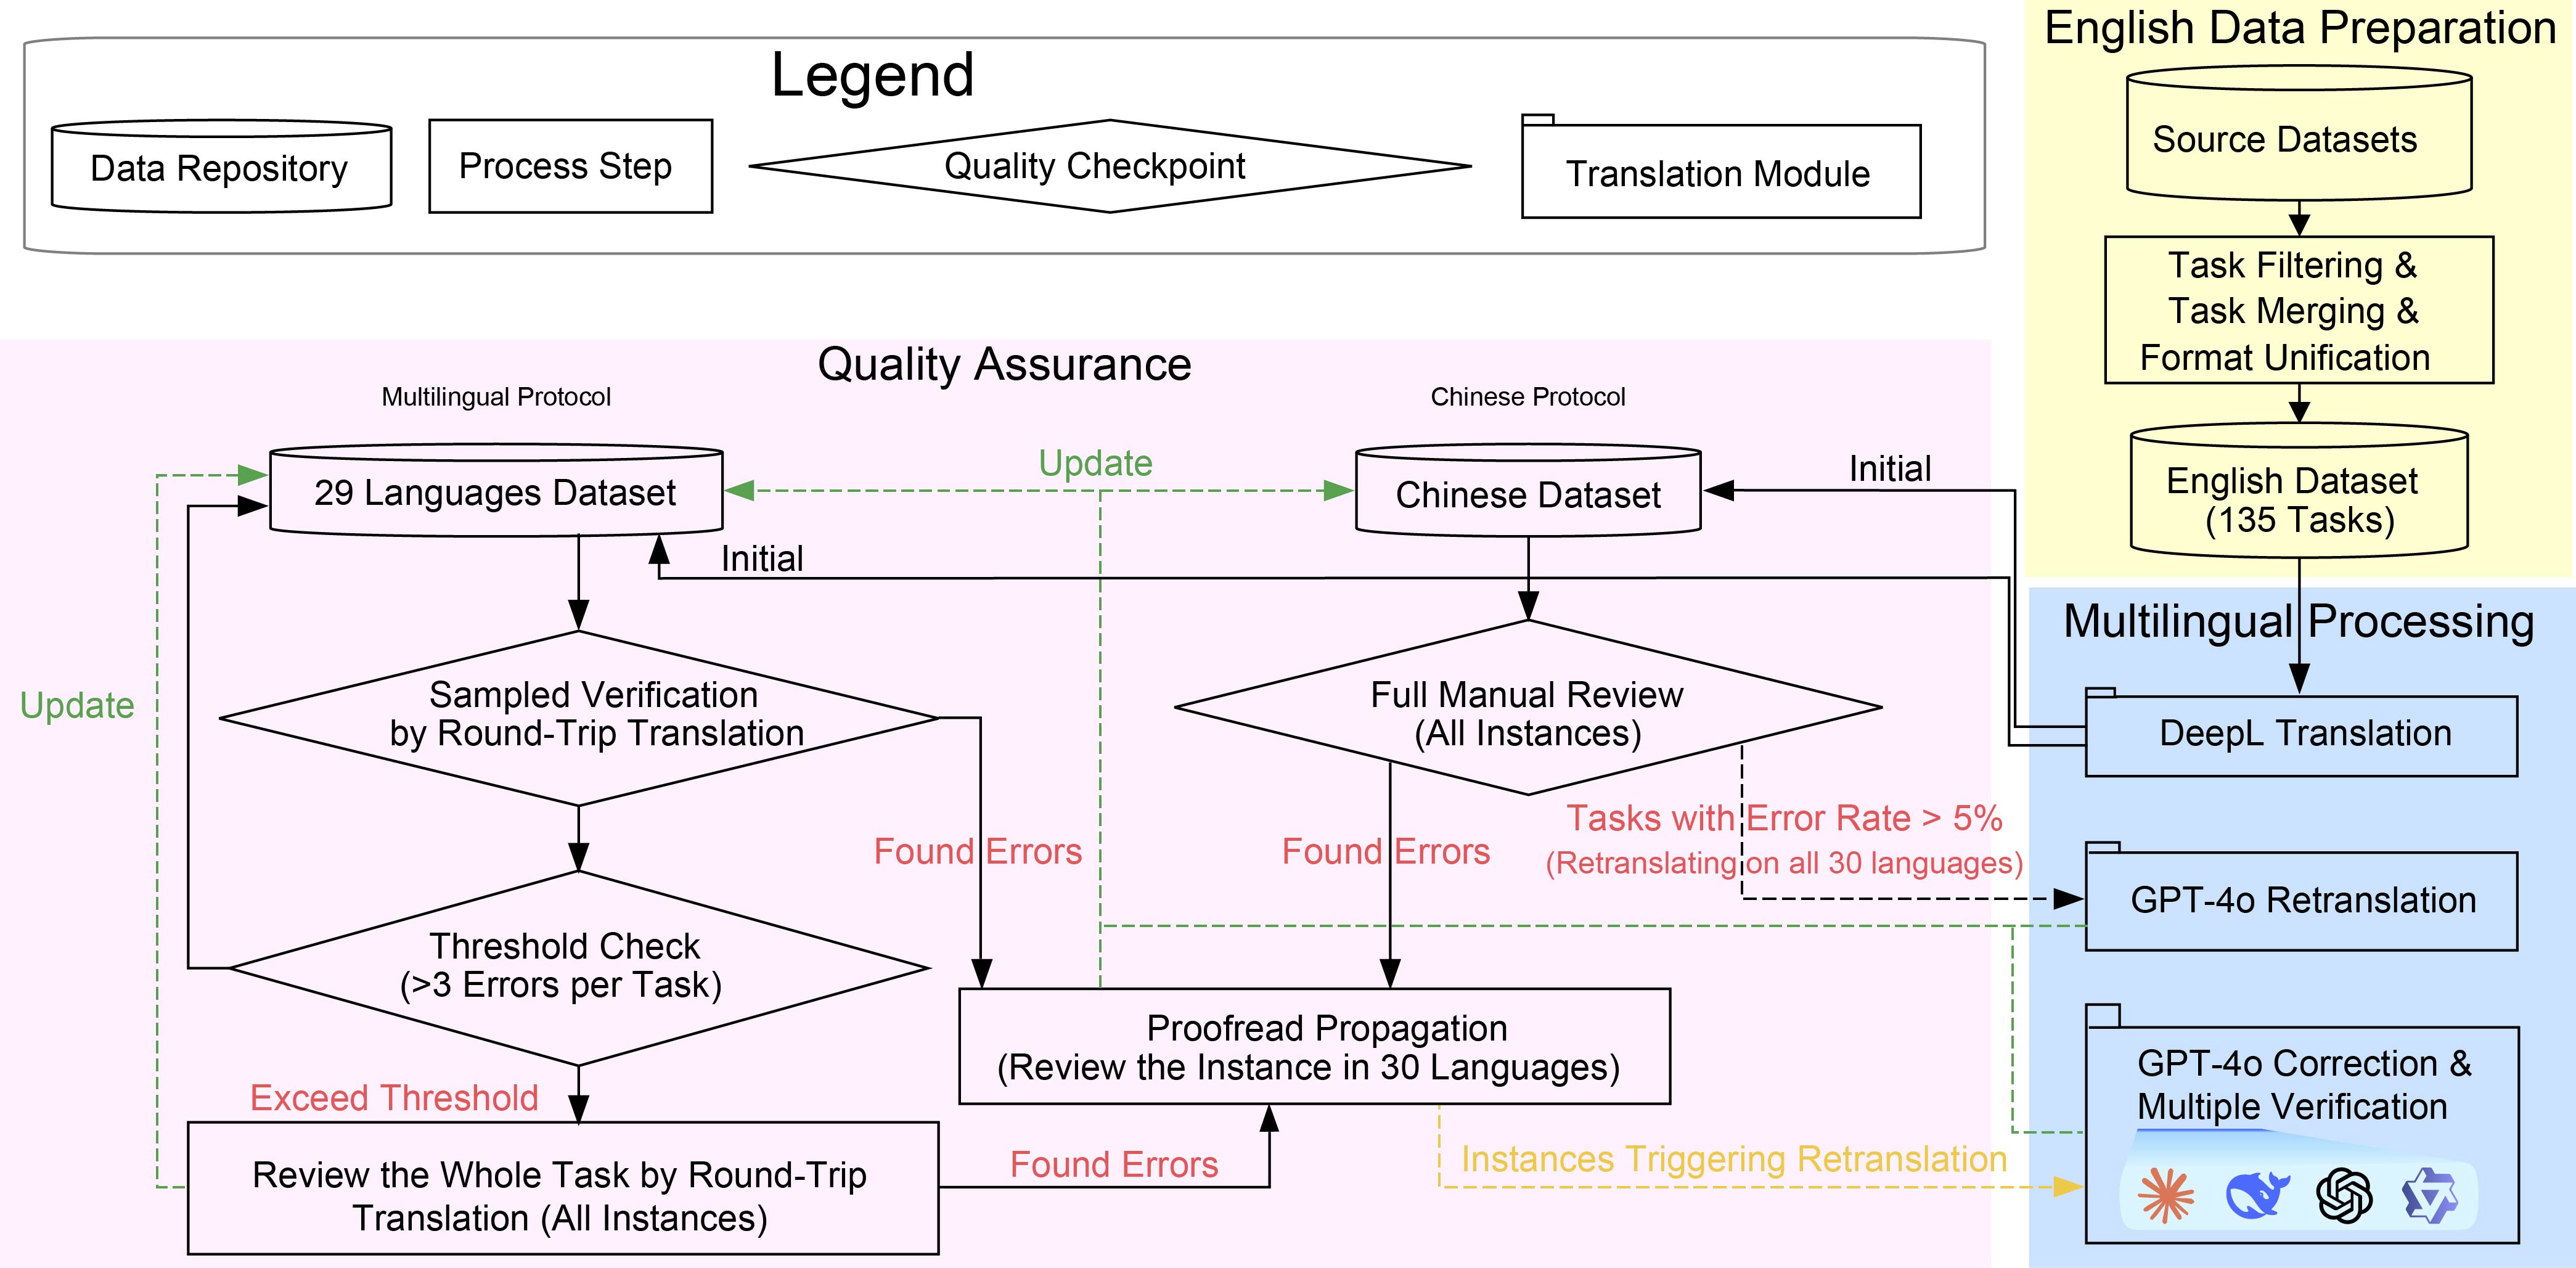 Legend
Data Repository
Process Step
Quality Checkpoint
Translation Module
English Data Preparation
Source Datasets
Task Filtering &
Task Merging &
Format Unification
English Dataset
(135 Tasks)
Multilingual Processing
DeepL Translation
GPT-4o Retranslation
GPT-4o Correction &
Multiple Verification
Quality Assurance
Multilingual Protocol
29 Languages Dataset
Initial
Update
Sampled Verification
by Round-Trip Translation
Found Errors
Threshold Check
(>3 Errors per Task)
Exceed Threshold
Review the Whole Task by Round-Trip
Translation (All Instances)
Found Errors
Chinese Protocol
Update
Chinese Dataset
Initial
Full Manual Review
(All Instances)
Found Errors
Tasks with Error Rate > 5%
(Retranslating on all 30 languages)
Proofread Propagation
(Review the Instance in 30 Languages)
Instances Triggering Retranslation